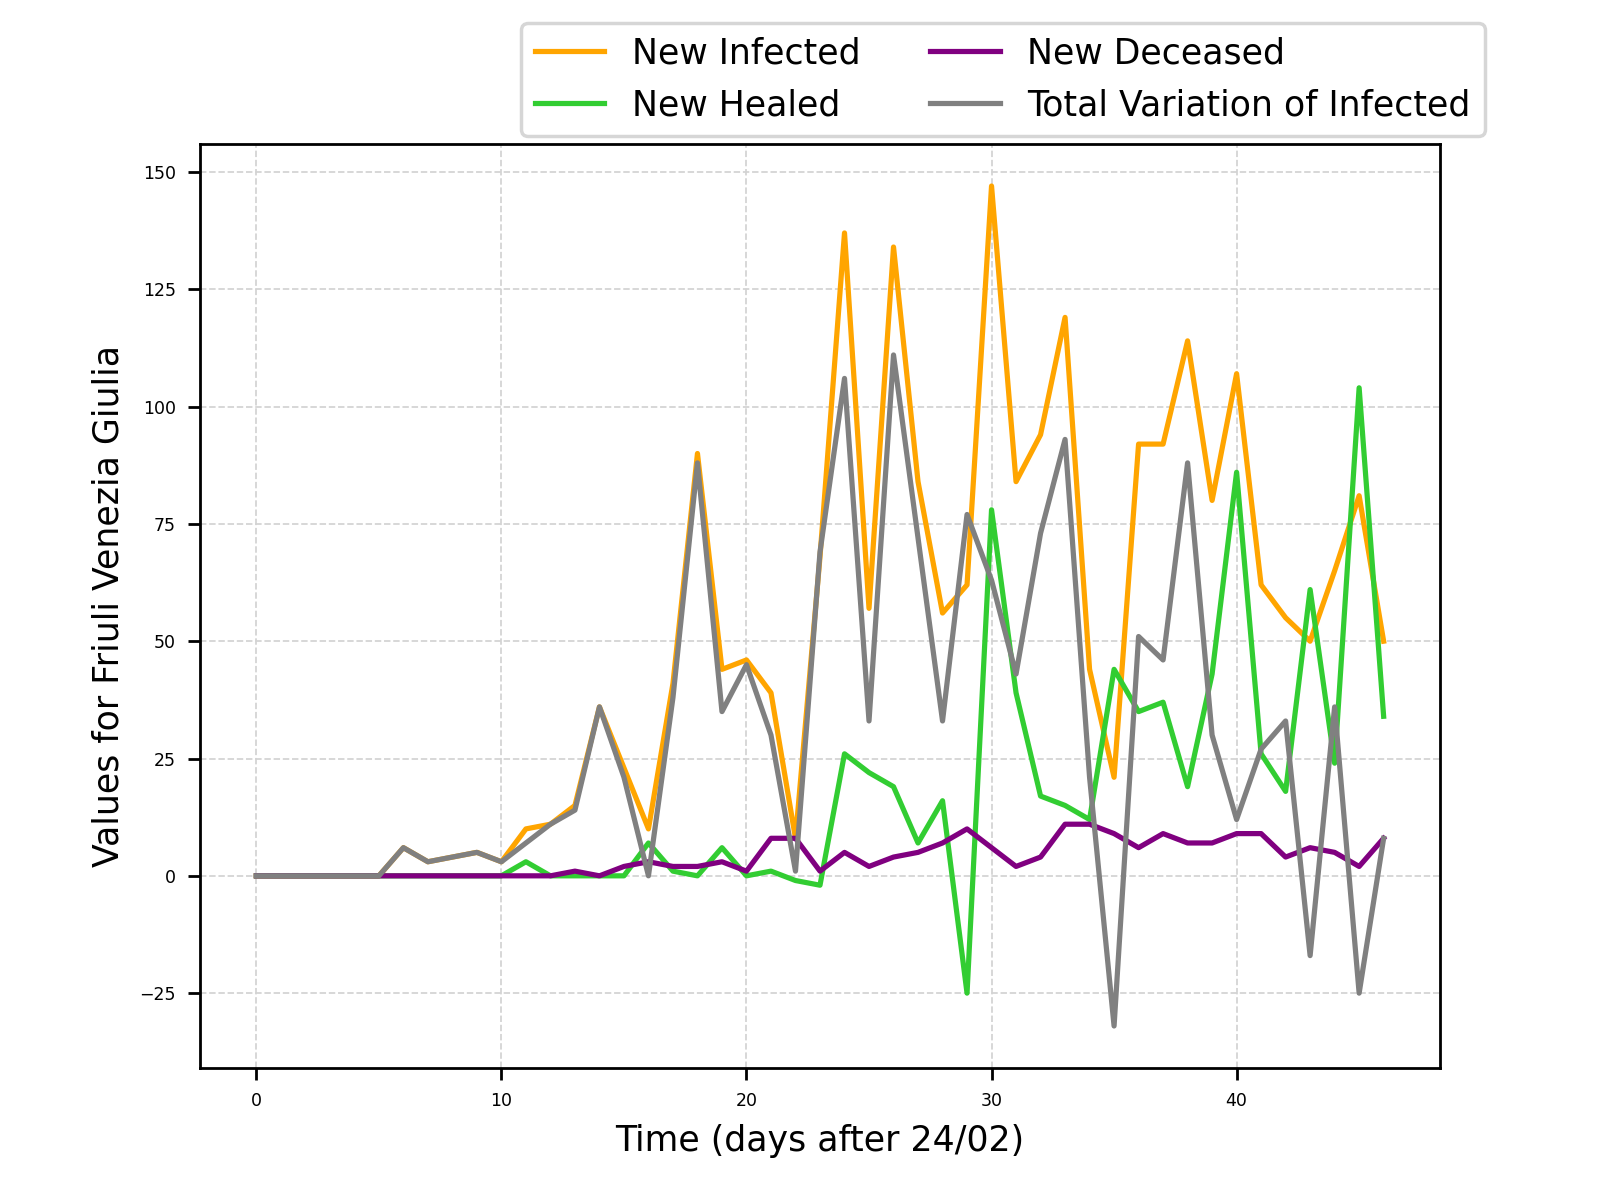 New Infected
New Healed
New Deceased
Total Variation of Infected
Values for Friuli Venezia Giulia
150
125
100
75
50
25
0
−25
0
10
20
30
40
Time (days after 24/02)